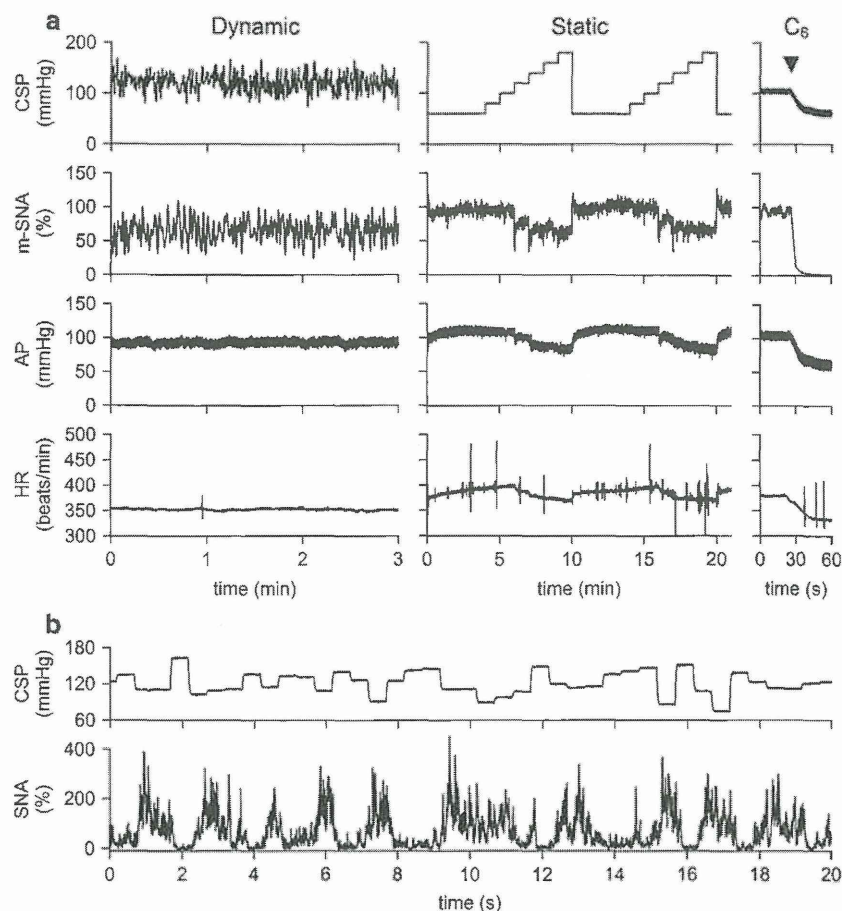 a Dynamic Static C6
CSP (mmHg) 200 100 0
m-SNA (%) 150 100 50 0
AP (mmHg) 150 100 50 0
HR (beats/min) 500 450 400 350 300
0 1 2 3 0 5 10 15 20 0 30 60
time (min) time (min) time (s)
b
CSP (mmHg) 180 120 60
SNA (%) 400 200 0
0 2 4 6 8 10 12 14 16 18 20
time (s)